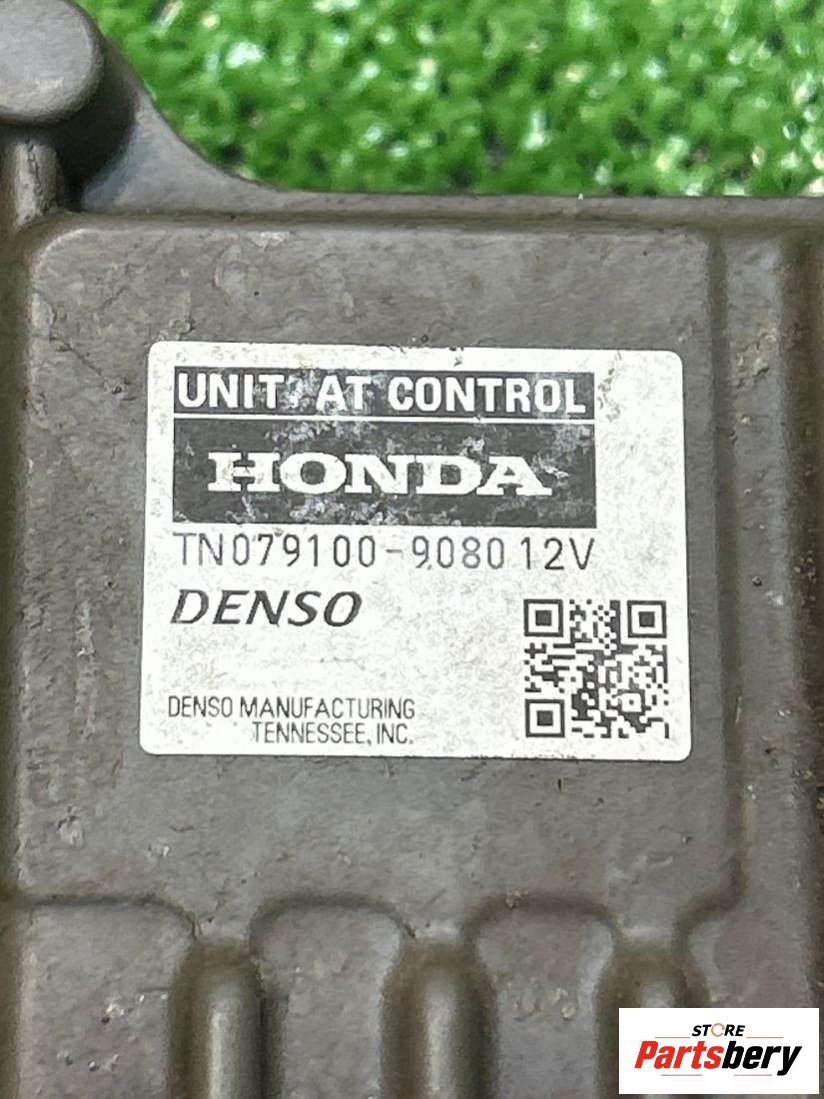 UNIT, AT CONTROL
HONDA
TN079100-9080 12V
DENSO
DENSO MANUFACTURING
TENNESSEE, INC.
STORE
Partsbery